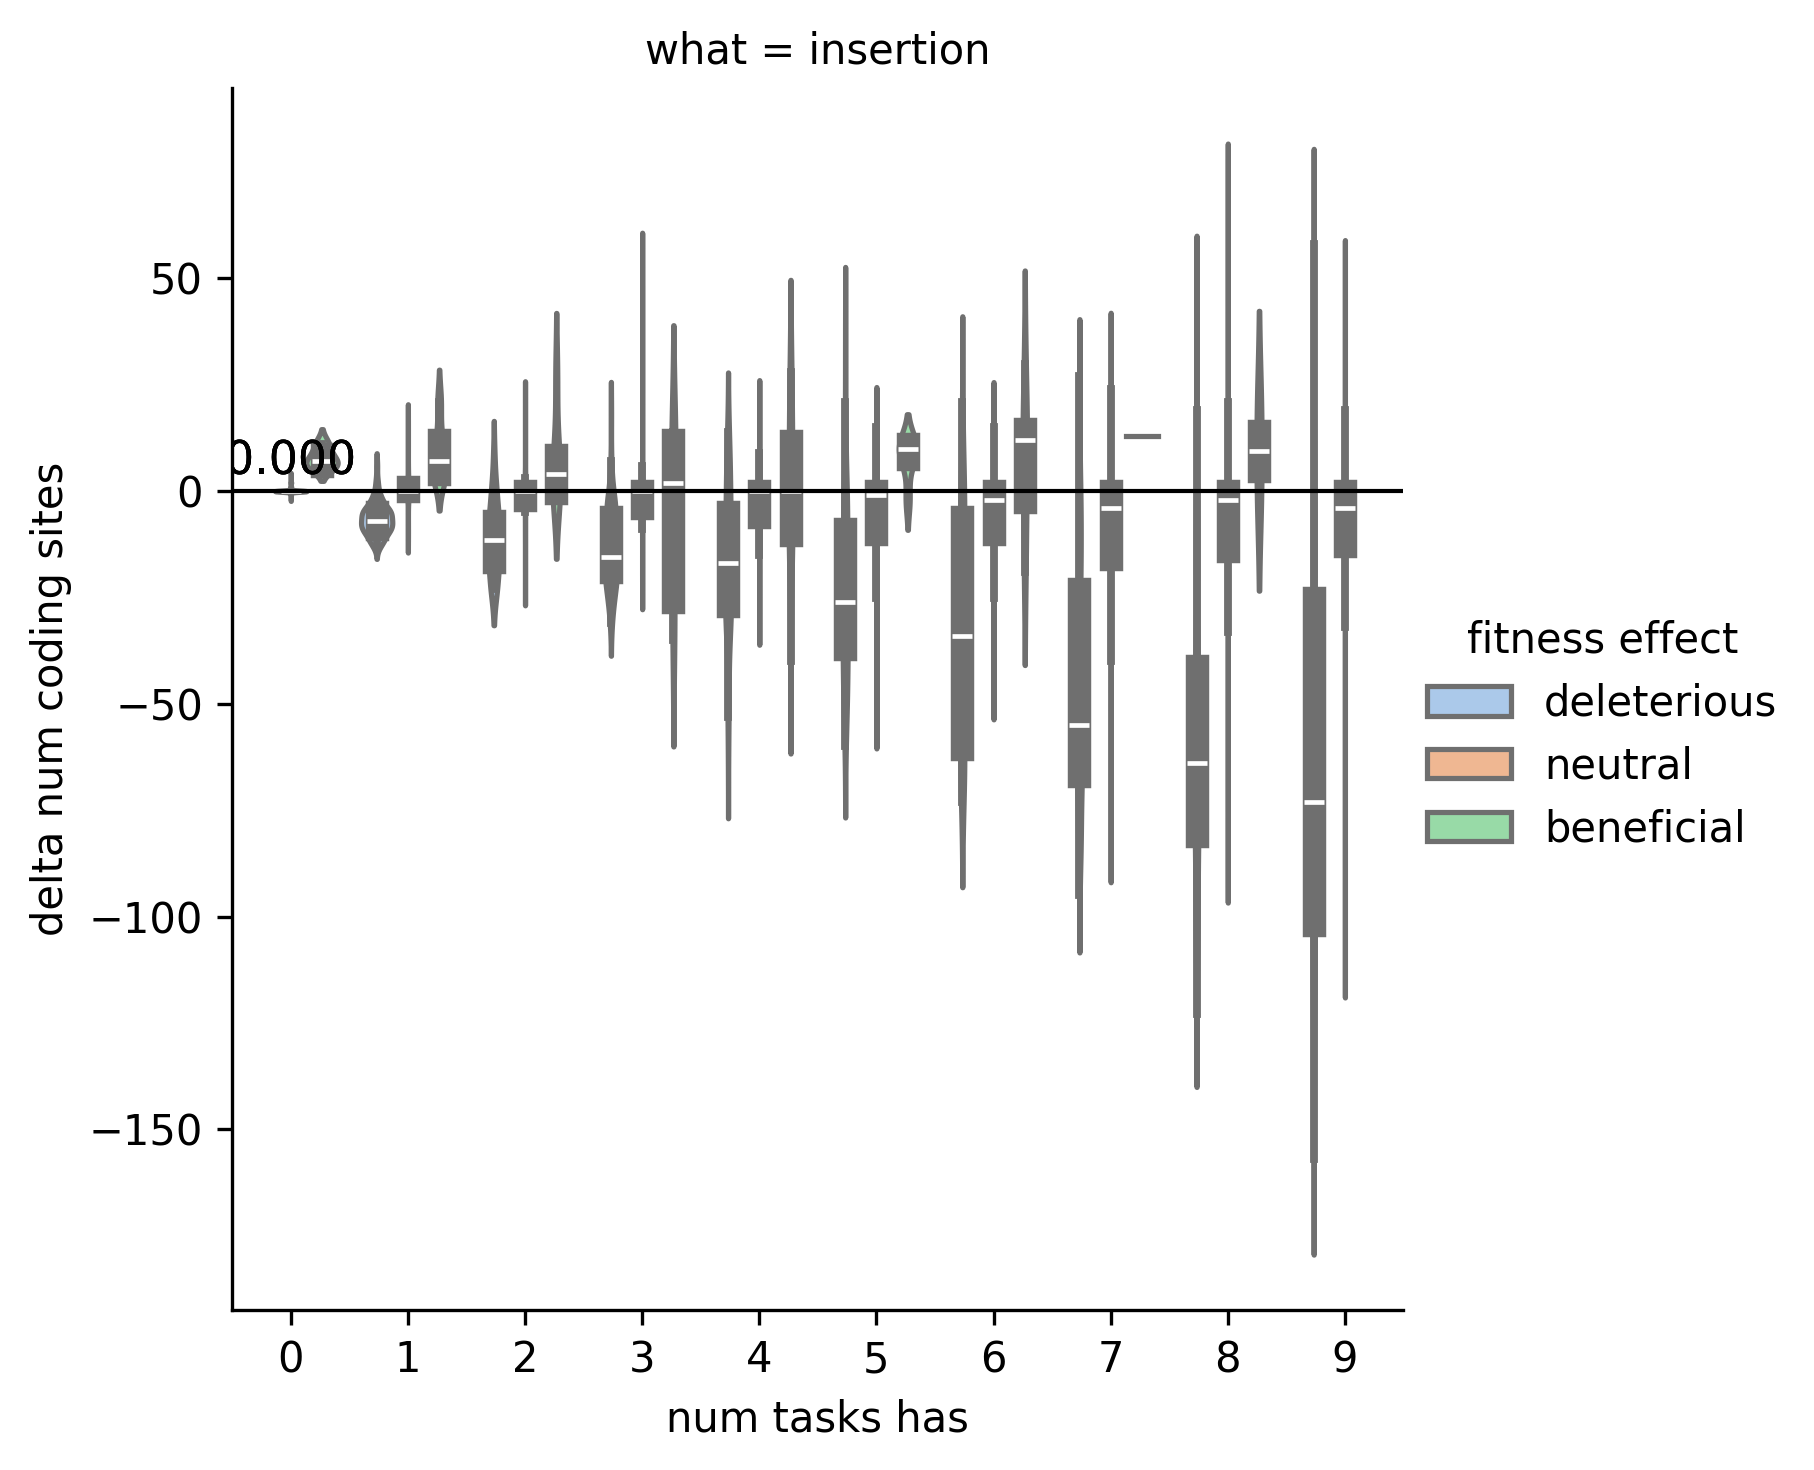 what = insertion
delta num coding sites
50
0
−50
−100
−150
0.000
0 1 2 3 4 5 6 7 8 9
num tasks has
fitness effect
deleterious
neutral
beneficial